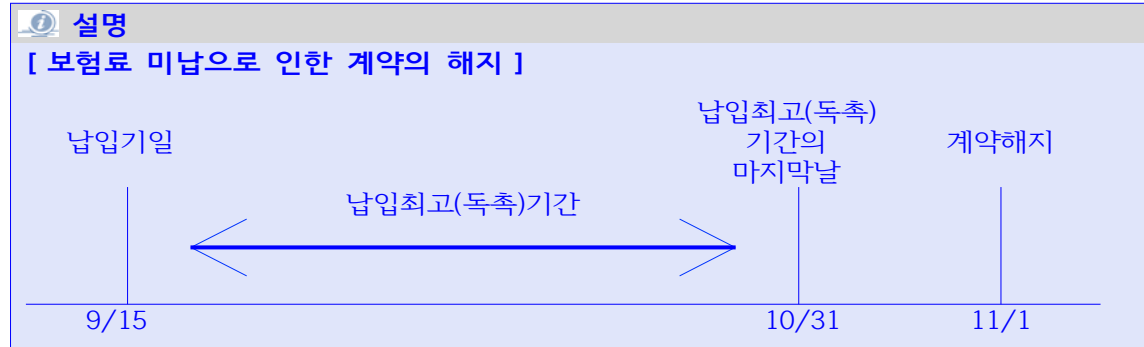 설명
[ 보험료 미납으로 인한 계약의 해지 ]
납입기일
납입최고(독촉)
기간의
마지막날
계약해지
납입최고(독촉)기간
9/15
10/31
11/1